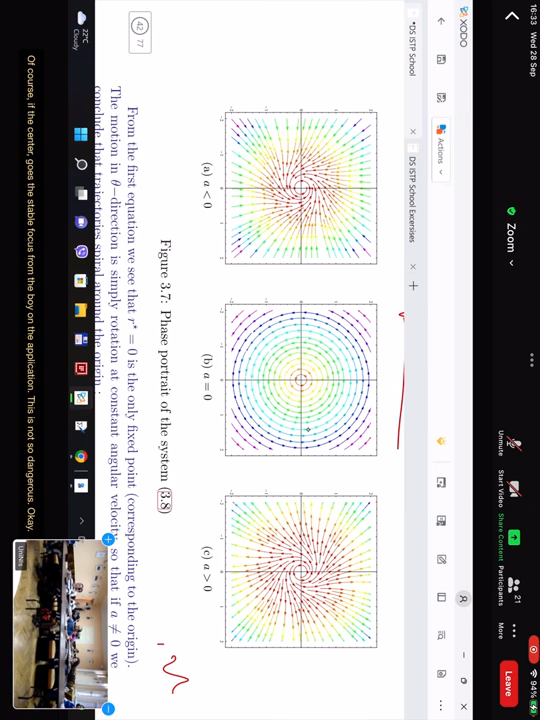 16:33 Wed 28 Sep
94%
Zoom
Unmute
Start Video
Share Content
Participants
21
More
Leave
XODO
Actions
*DS ISTP School
DS ISTP School Excersises
(a) a < 0
(b) a = 0
(c) a > 0
Figure 3.7: Phase portrait of the system (3.8)
From the first equation we see that r* = 0 is the only fixed point (corresponding to the origin).
The motion in θ−direction is simply rotation at constant angular velocity, so that if a ≠ 0 we
conclude that trajectories spiral around the origin :
42 77
22°C
Cloudy
UniNis
Of course, if the center, goes the stable focus from the boy on the application. This is not so dangerous. Okay.